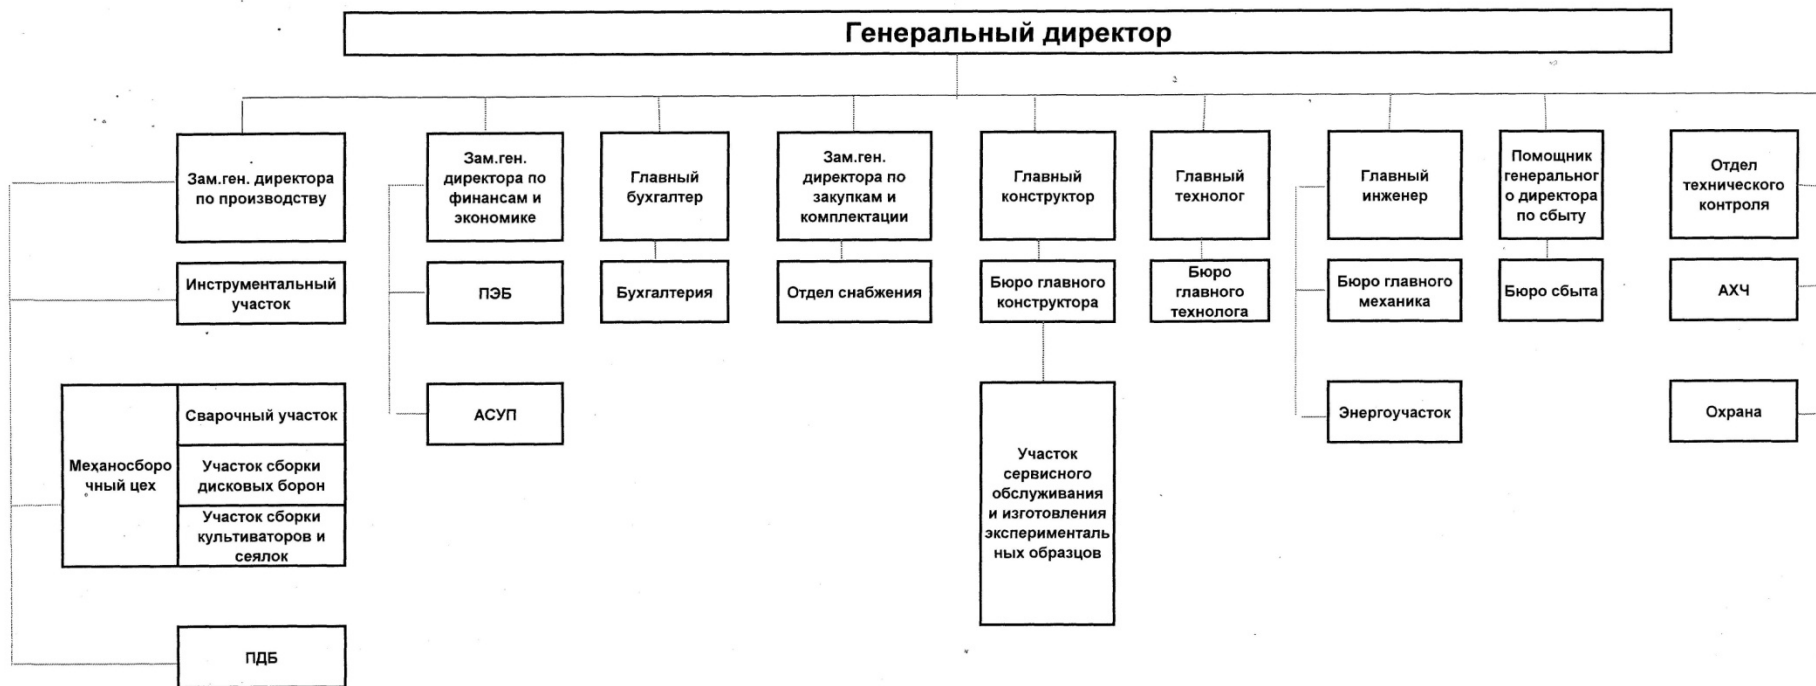 Генеральный директор
Зам.ген. директора
по производству
Зам.ген.
директора по
финансам и
экономике
Главный
бухгалтер
Зам.ген.
директора по
закупкам и
комплектации
Главный
конструктор
Главный
технолог
Главный
инженер
Помощник
генеральног
о директора
по сбыту
Отдел
технического
контроля
Инструментальный
участок
ПЭБ
Бухгалтерия
Отдел снабжения
Бюро главного
конструктора
Бюро
главного
технолога
Бюро главного
механика
Бюро сбыта
АХЧ
Механосборо
чный цех
Сварочный участок
Участок сборки
дисковых борон
Участок сборки
культиваторов и
сеялок
АСУП
Участок
сервисного
обслуживания
и изготовления
эксперименталь
ных образцов
Энергоучасток
Охрана
ПДБ